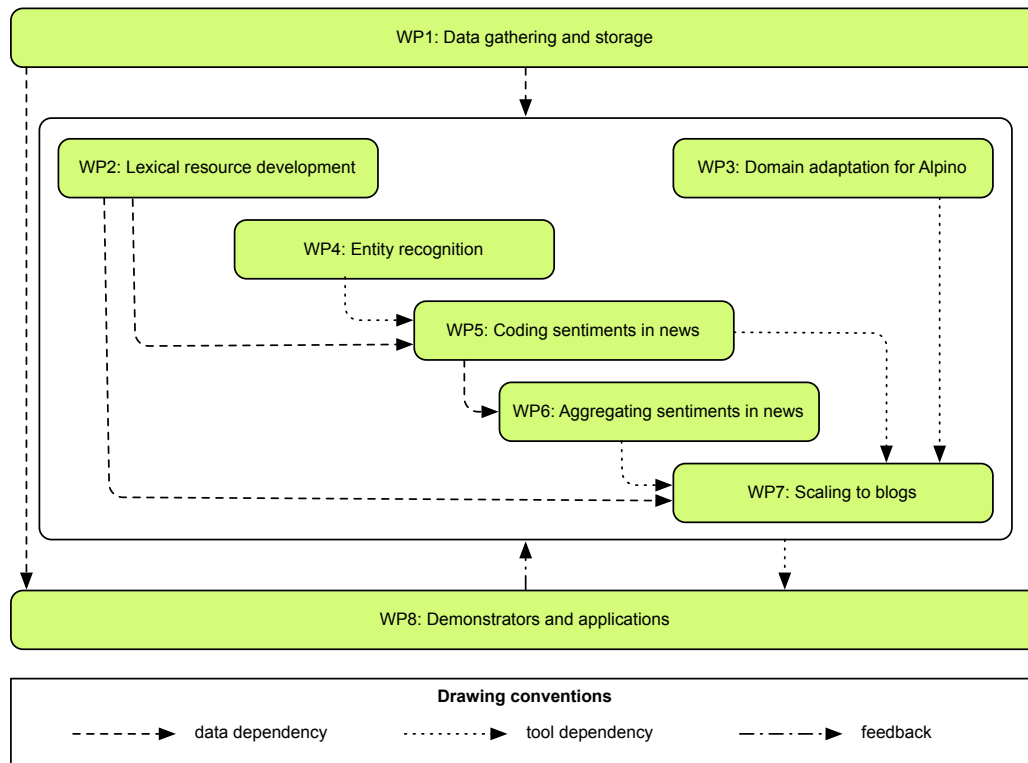 WP1: Data gathering and storage
WP2: Lexical resource development
WP3: Domain adaptation for Alpino
WP4: Entity recognition
WP5: Coding sentiments in news
WP6: Aggregating sentiments in news
WP7: Scaling to blogs
WP8: Demonstrators and applications
Drawing conventions
data dependency
tool dependency
feedback